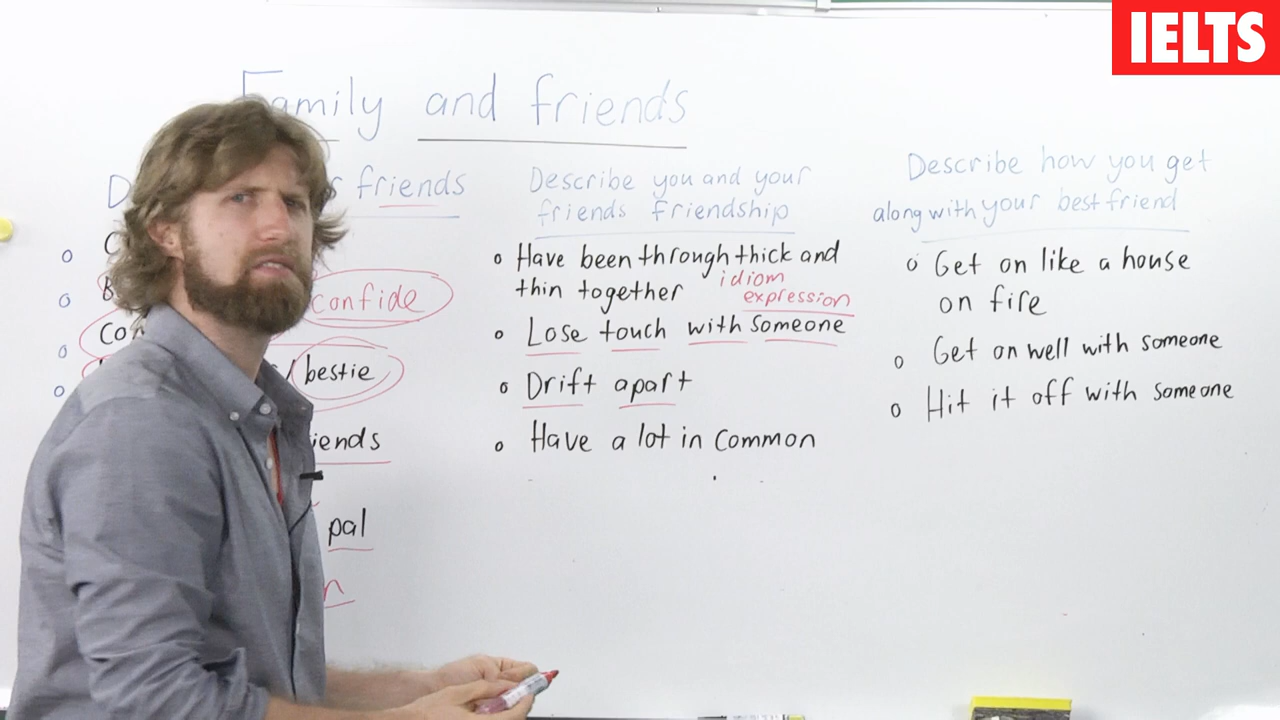 IELTS
Family and friends
friends
confide
/bestie
pal
Describe you and your
friends friendship
Have been through thick and
thin together
idiom
expression
Lose touch with someone
Drift apart
Have a lot in common
Describe how you get
along with your best friend
Get on like a house
on fire
Get on well with someone
Hit it off with someone